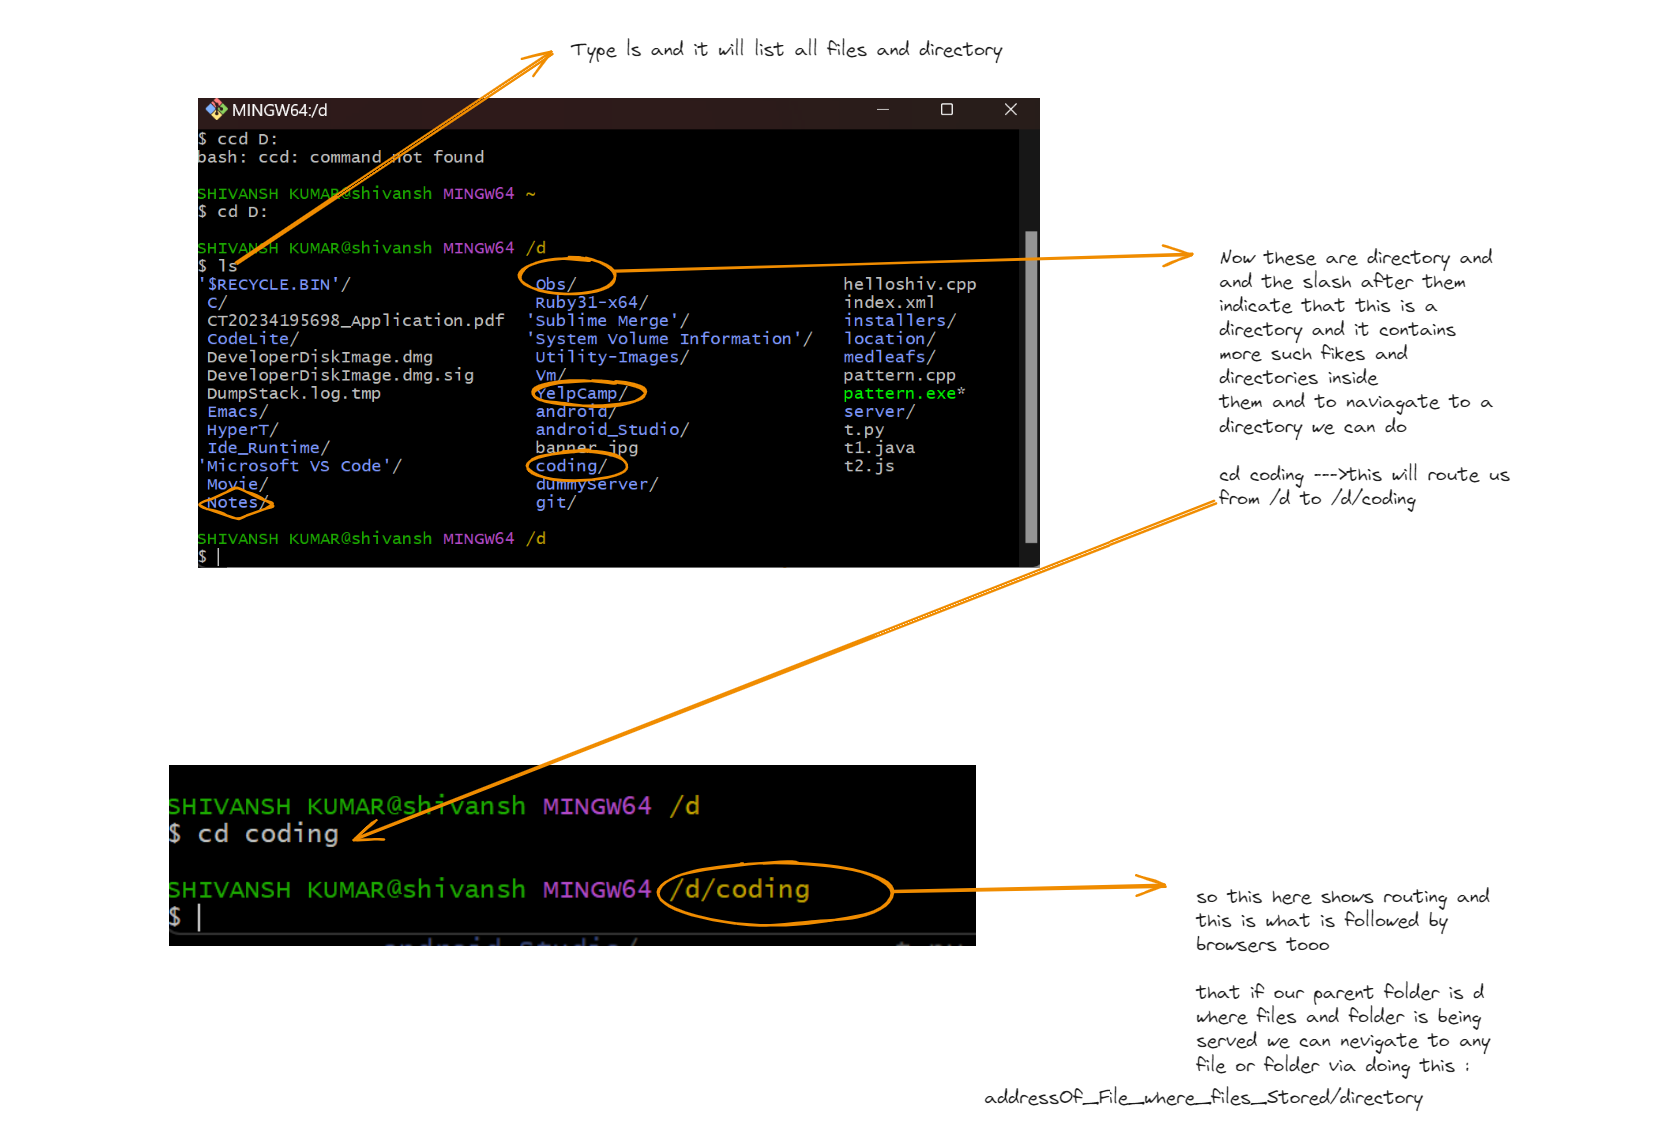 Type ls and it will list all files and directory
MINGW64:/d
$ ccd D:
bash: ccd: command not found
SHIVANSH KUMAR@shivansh MINGW64 ~
$ cd D:
SHIVANSH KUMAR@shivansh MINGW64 /d
$ ls
'$RECYCLE.BIN'/ Obs/ helloshiv.cpp
C/ Ruby31-x64/ index.xml
CT20234195698_Application.pdf 'Sublime Merge'/ installers/
CodeLite/ 'System Volume Information'/ location/
DeveloperDiskImage.dmg Utility-Images/ medleafs/
DeveloperDiskImage.dmg.sig Vm/ pattern.cpp
DumpStack.log.tmp YelpCamp/ pattern.exe*
Emacs/ android/ server/
HyperT/ android_Studio/ t.py
Ide_Runtime/ banner.jpg t1.java
'Microsoft VS Code'/ coding/ t2.js
Movie/ dummyServer/
Notes/ git/
SHIVANSH KUMAR@shivansh MINGW64 /d
$
Now these are directory and
and the slash after them
indicate that this is a
directory and it contains
more such fikes and
directories inside
them and to naviagate to a
directory we can do
cd coding --->this will route us
from /d to /d/coding
SHIVANSH KUMAR@shivansh MINGW64 /d
$ cd coding
SHIVANSH KUMAR@shivansh MINGW64 /d/coding
$
android_Studio/ t.py
so this here shows routing and
this is what is followed by
browsers tooo
that if our parent folder is d
where files and folder is being
served we can nevigate to any
file or folder via doing this :
addressOf_File_where_files_Stored/directory